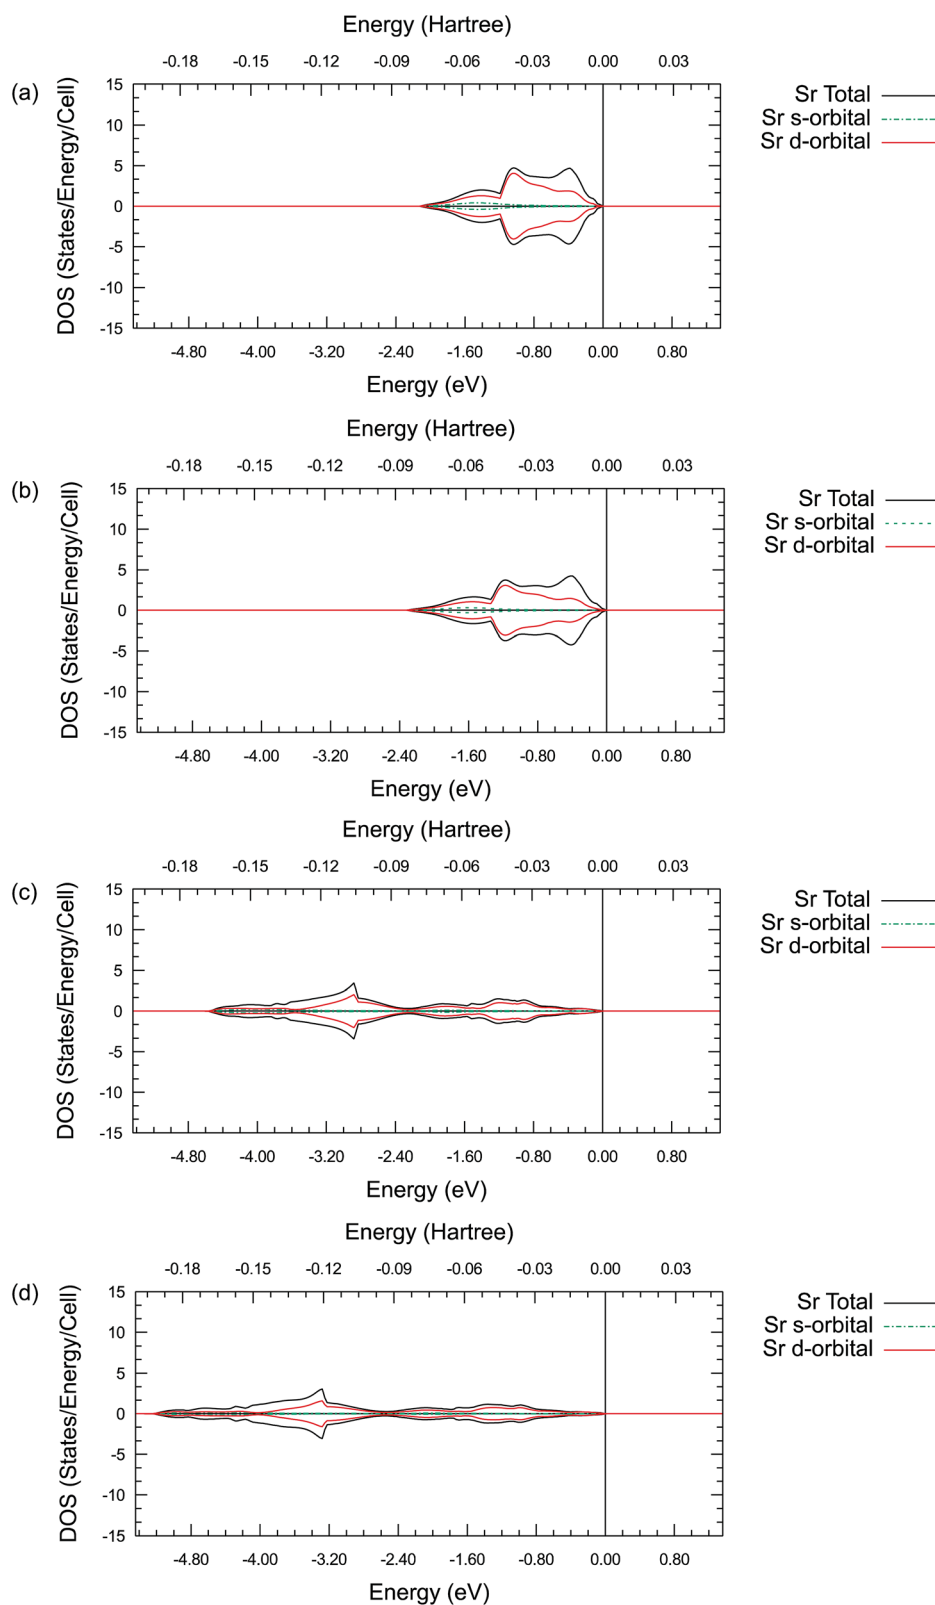 Energy (Hartree)
-0.18 -0.15 -0.12 -0.09 -0.06 -0.03 0.00 0.03
(a)
Sr Total
Sr s-orbital
Sr d-orbital
DOS (States/Energy/Cell)
15
10
5
0
-5
-10
-15
-4.80 -4.00 -3.20 -2.40 -1.60 -0.80 0.00 0.80
Energy (eV)
Energy (Hartree)
-0.18 -0.15 -0.12 -0.09 -0.06 -0.03 0.00 0.03
(b)
Sr Total
Sr s-orbital
Sr d-orbital
DOS (States/Energy/Cell)
15
10
5
0
-5
-10
-15
-4.80 -4.00 -3.20 -2.40 -1.60 -0.80 0.00 0.80
Energy (eV)
Energy (Hartree)
-0.18 -0.15 -0.12 -0.09 -0.06 -0.03 0.00 0.03
(c)
Sr Total
Sr s-orbital
Sr d-orbital
DOS (States/Energy/Cell)
15
10
5
0
-5
-10
-15
-4.80 -4.00 -3.20 -2.40 -1.60 -0.80 0.00 0.80
Energy (eV)
Energy (Hartree)
-0.18 -0.15 -0.12 -0.09 -0.06 -0.03 0.00 0.03
(d)
Sr Total
Sr s-orbital
Sr d-orbital
DOS (States/Energy/Cell)
15
10
5
0
-5
-10
-15
-4.80 -4.00 -3.20 -2.40 -1.60 -0.80 0.00 0.80
Energy (eV)